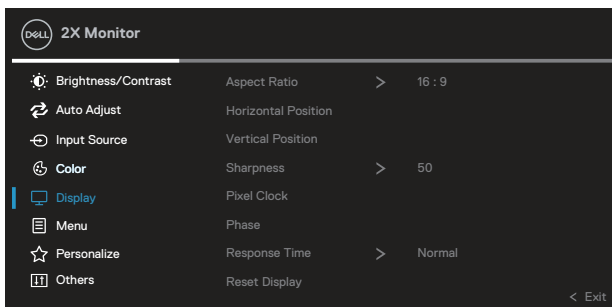 DELL 2X Monitor
Brightness/Contrast Aspect Ratio > 16 : 9
Auto Adjust Horizontal Position
Input Source Vertical Position
Color Sharpness > 50
Display Pixel Clock
Menu Phase
Personalize Response Time > Normal
Others Reset Display
< Exit